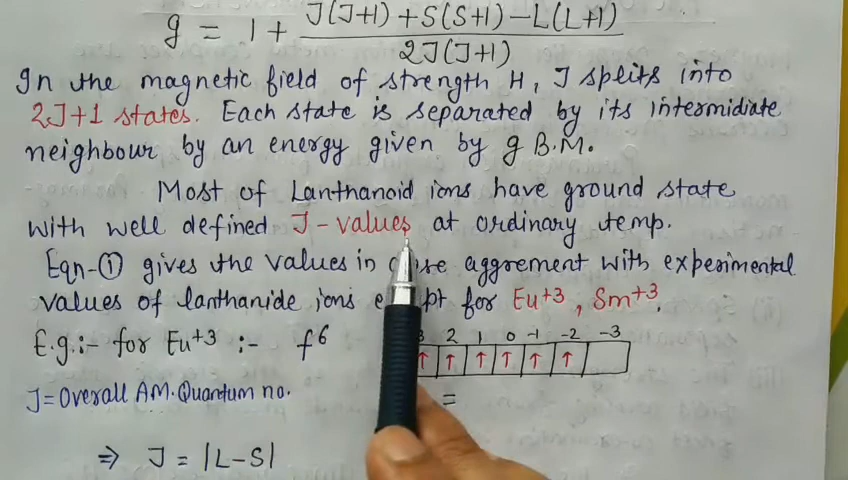 g = 1 + J(J+1) + S(S+1) - L(L+1) / 2J(J+1)
In the magnetic field of strength H, J splits into
2J+1 states. Each state is separated by its intermidiate
neighbour by an energy given by g B.M.
Most of Lanthanoid ions have ground state
with well defined J-values at ordinary temp.
Eqn-① gives the values in aggrement with experimental
values of lanthanide ions for Eu+3, Sm+3.
E.g:- for Eu+3 :- f⁶
3 2 1 0 -1 -2 -3
↑ ↑ ↑ ↑ ↑ ↑
J = Overall AM. Quantum no. =
⇒ J = |L-S|